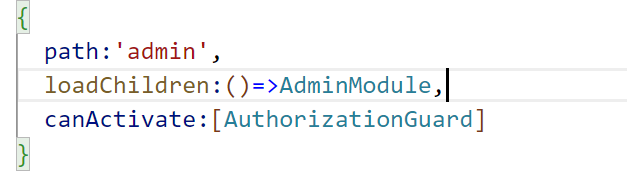 {
path:'admin',
loadChildren:()=>AdminModule,
canActivate:[AuthorizationGuard]
}